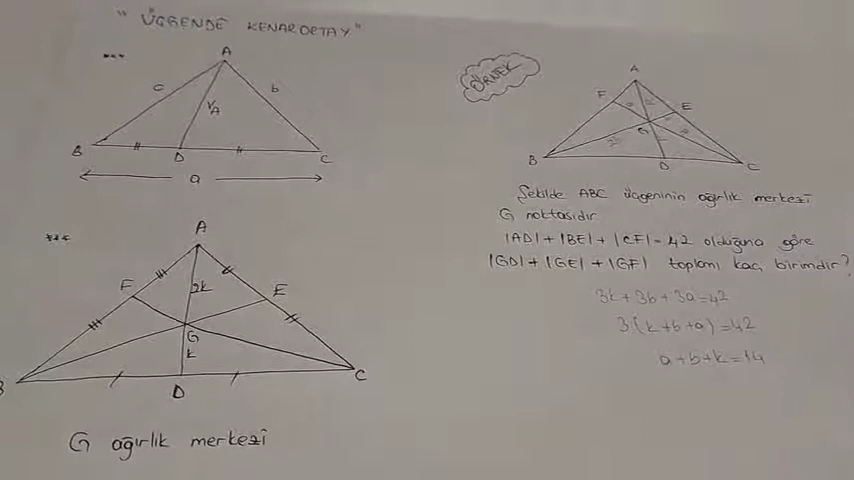 "ÜÇGENDE KENARORTAY"
A
c
b
VA
B
D
C
a
A
F
2k
E
G
k
B
D
C
G ağırlık merkezi
ÖRNEK
A
F
E
G
B
D
C
Şekilde ABC üçgeninin ağırlık merkezi
G noktasıdır
|AD|+|BE|+|CF|=42 olduğuna göre
|GD|+|GE|+|GF| toplamı kaç birimdir?
3k+3b+3a=42
3.(k+b+a)=42
a+b+k=14